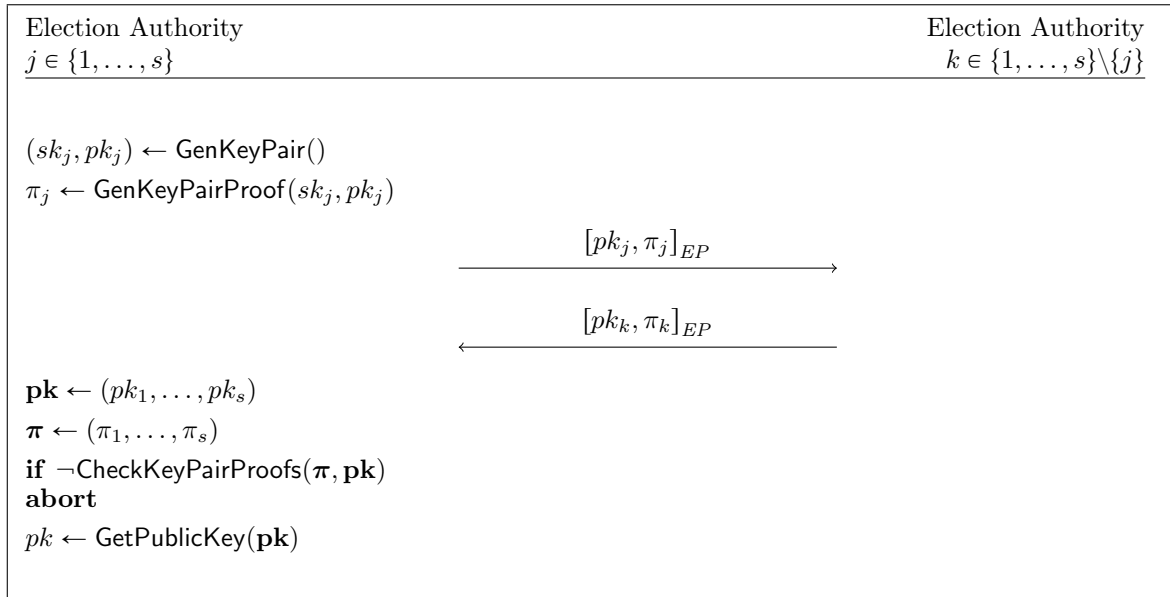 Election Authority Election Authority
j ∈ {1, . . . , s} k ∈ {1, . . . , s}\{j}
(sk_j, pk_j) ← GenKeyPair()
π_j ← GenKeyPairProof(sk_j, pk_j)
[pk_j, π_j]_EP
[pk_k, π_k]_EP
pk ← (pk_1, . . . , pk_s)
π ← (π_1, . . . , π_s)
if ¬CheckKeyPairProofs(π, pk)
abort
pk ← GetPublicKey(pk)